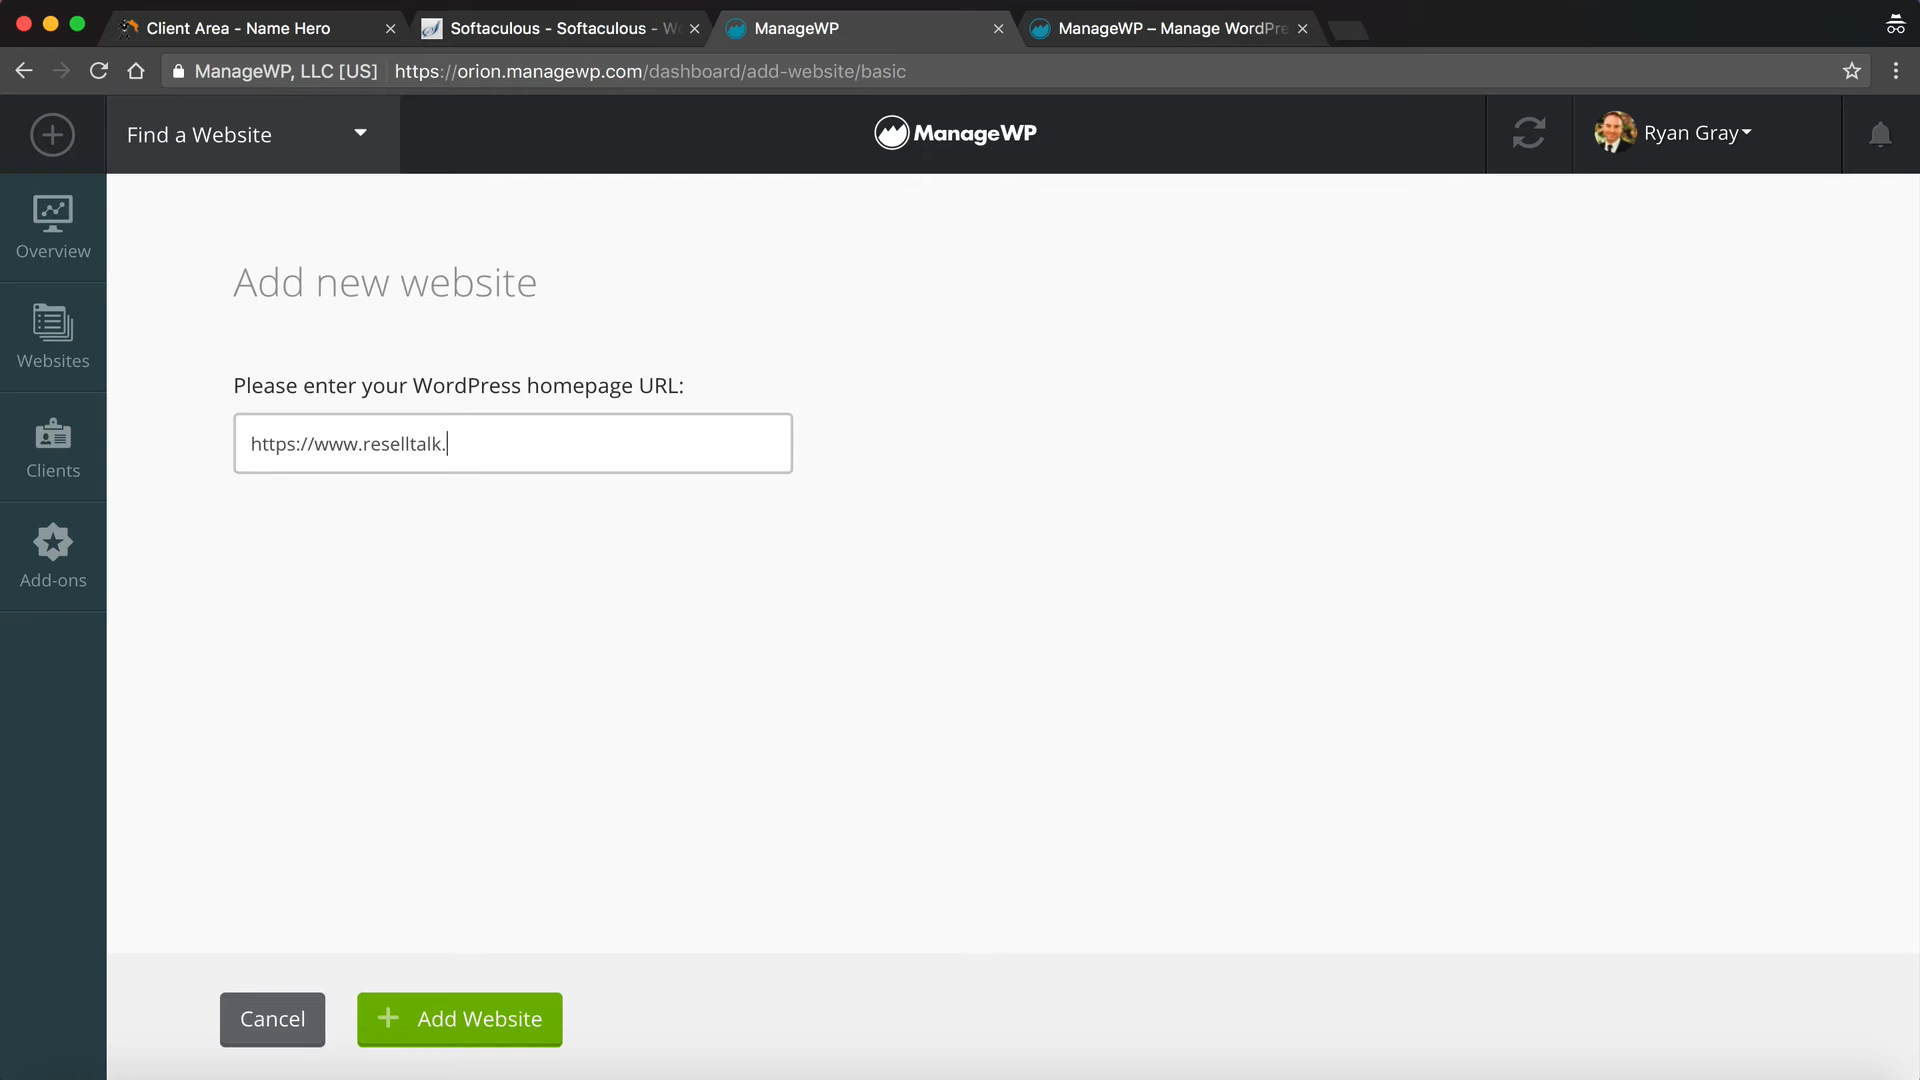 Client Area - Name Hero
Softaculous - Softaculous - W
ManageWP
ManageWP – Manage WordPre
ManageWP, LLC [US]
https://orion.managewp.com/dashboard/add-website/basic
Find a Website
ManageWP
Ryan Gray
Overview
Websites
Clients
Add-ons
Add new website
Please enter your WordPress homepage URL:
https://www.reselltalk.
Cancel
+ Add Website